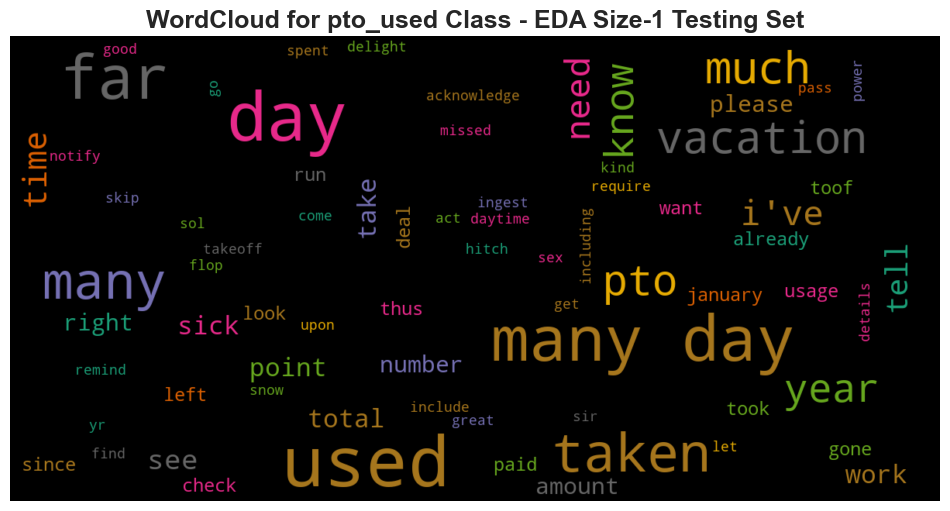 WordCloud for pto_used Class - EDA Size-1 Testing Set
good
spent
delight
far
go
day
acknowledge
missed
need
know
much
pass
power
please
vacation
time
notify
skip
run
take
deal
kind
require
toof
sol
come
ingest
act
daytime
want
i've
already
takeoff
flop
hitch
sex
including
many
pto
january
usage
details
tell
get
right
sick
look
upon
thus
many day
remind
left
point
snow
number
year
yr
total
include
great
sir
took
let
gone
since
find
see
check
used
paid
taken
amount
work